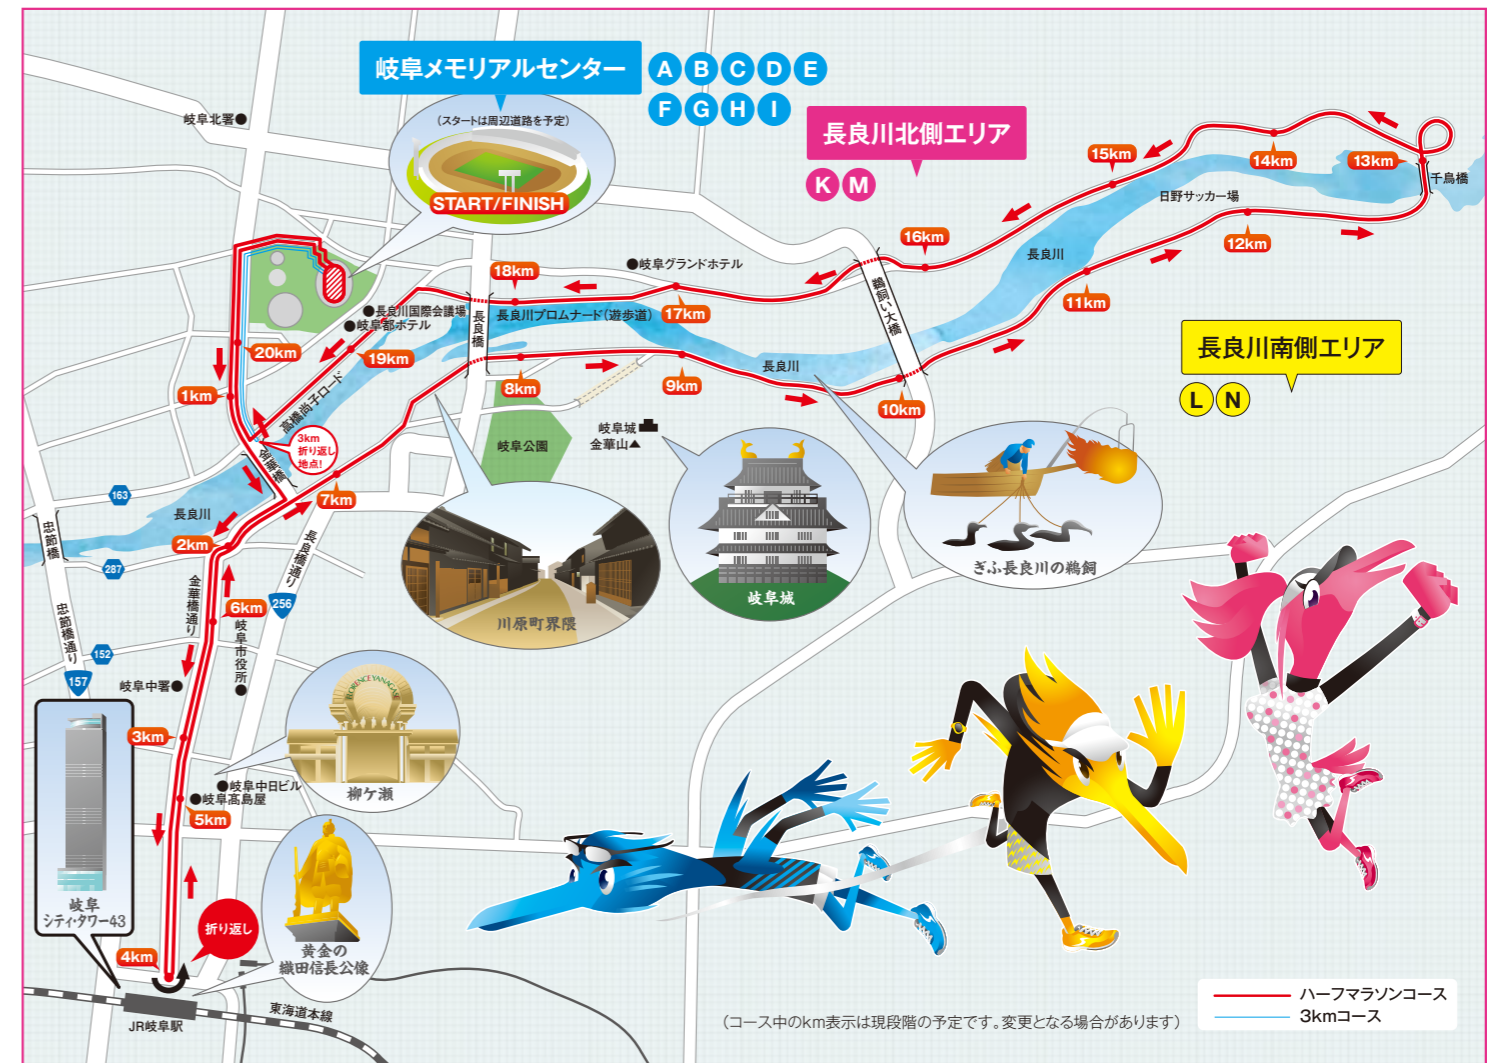 岐阜メモリアルセンター
A B C D E
F G H I
(スタートは周辺道路を予定)
START/FINISH
岐阜北署
長良川北側エリア
K M
15km
14km
13km
千鳥橋
日野サッカー場
16km
12km
長良川
11km
岐阜グランドホテル
18km
鵜飼い大橋
長良川国際会議場
長良川プロムナード(遊歩道)
17km
岐阜都ホテル
長良橋
20km
19km
長良川南側エリア
L N
8km
9km
長良川
10km
1km
高橋尚子ロード
岐阜城
金華山
岐阜公園
3km
折り返し
地点!
金華橋
7km
163
長良川
忠節橋
2km
長良橋通り
287
金華橋通り
256
6km
川原町界隈
岐阜城
ぎふ長良川の鵜飼
忠節橋通り
岐阜市役所
152
157
岐阜中署
FLORENCE YANAGASE
柳ケ瀬
3km
岐阜中日ビル
岐阜髙島屋
5km
岐阜
シティ・タワー43
折り返し
黄金の
織田信長公像
4km
JR岐阜駅
東海道本線
ハーフマラソンコース
3kmコース
(コース中のkm表示は現段階の予定です。変更となる場合があります)